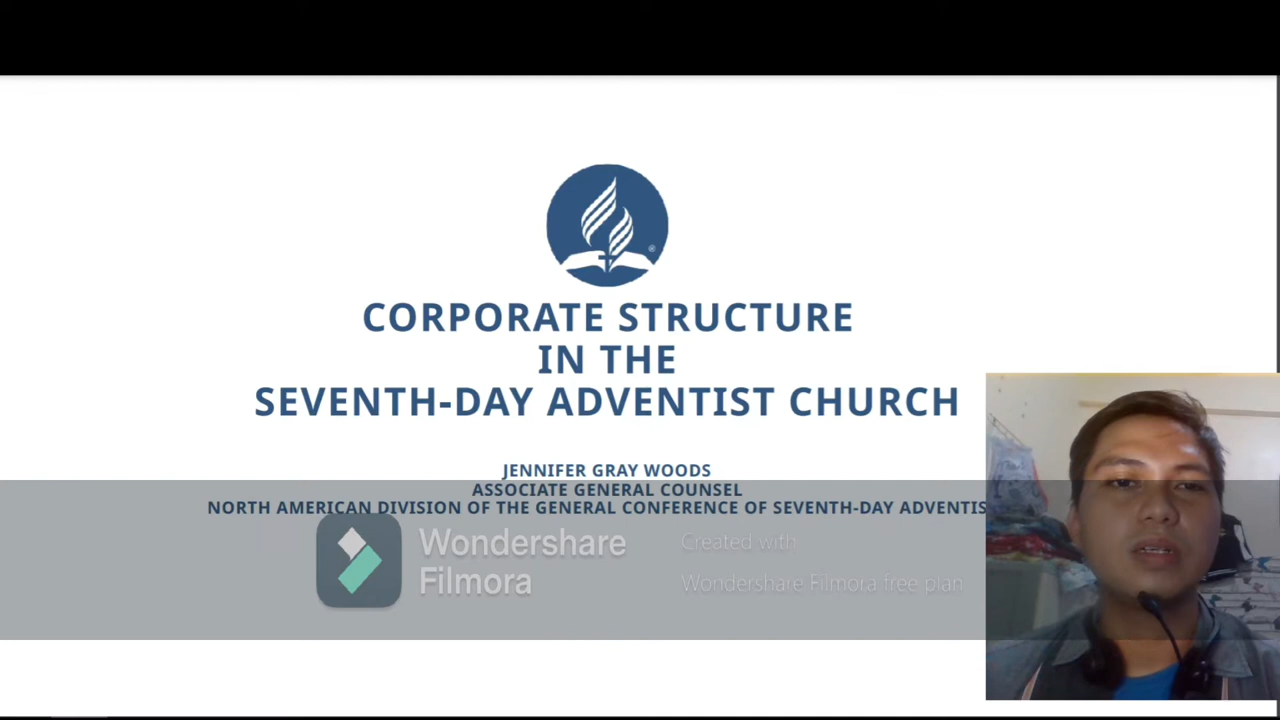 ®
CORPORATE STRUCTURE
IN THE
SEVENTH-DAY ADVENTIST CHURCH
JENNIFER GRAY WOODS
ASSOCIATE GENERAL COUNSEL
NORTH AMERICAN DIVISION OF THE GENERAL CONFERENCE OF SEVENTH-DAY ADVENTIS
Wondershare
Filmora
Created with
Wondershare Filmora free plan